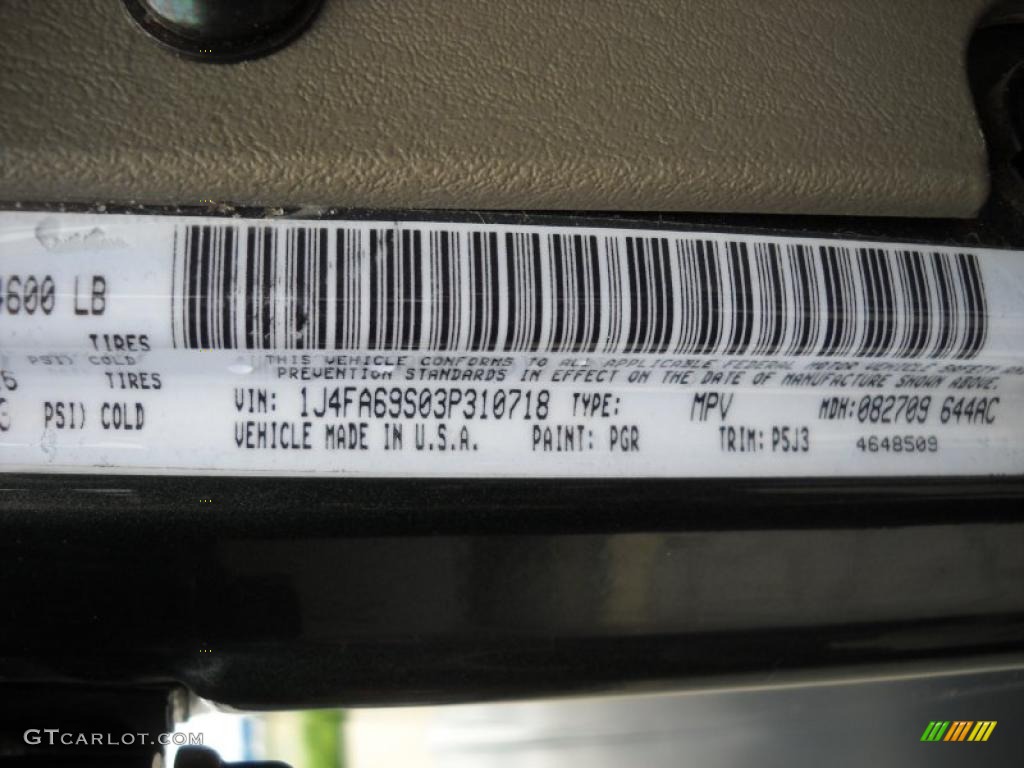 600 LB
TIRES
PSI) COLD
THIS VEHICLE CONFORMS TO ALL APPLICABLE FEDERAL MOTOR VEHICLE SAFETY
TIRES
PREVENTION STANDARDS IN EFFECT ON THE DATE OF MANUFACTURE SHOWN ABOVE.
VIN: 1J4FA69S03P310718 TYPE: MPV MDH:082709 644AC
PSI) COLD
VEHICLE MADE IN U.S.A. PAINT: PGR TRIM: P5J3 4648509
GTCARLOT.COM